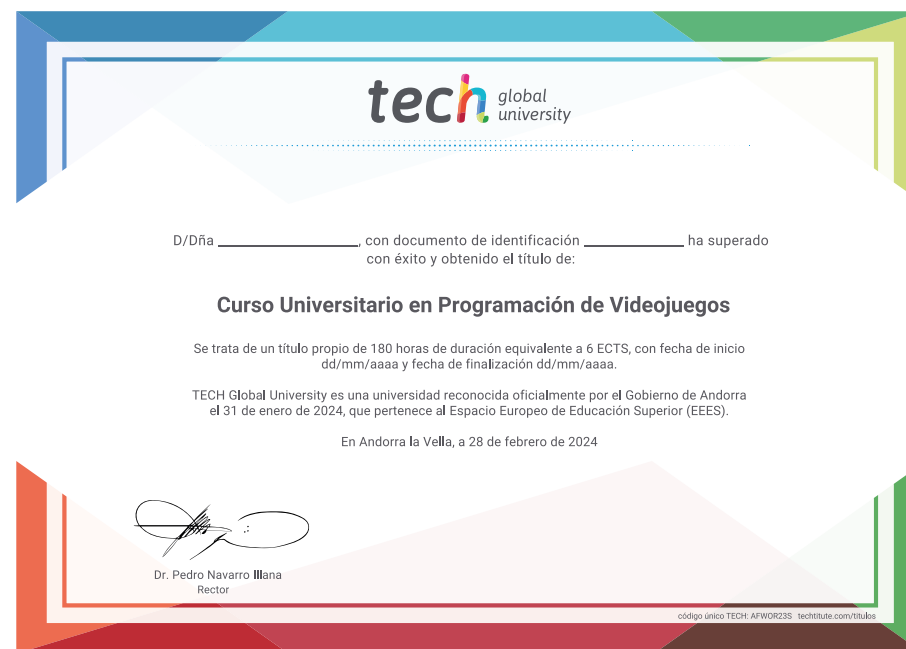 tech global university
D/Dña ____________, con documento de identificación ____________ ha superado
con éxito y obtenido el título de:
Curso Universitario en Programación de Videojuegos
Se trata de un título propio de 180 horas de duración equivalente a 6 ECTS, con fecha de inicio
dd/mm/aaaa y fecha de finalización dd/mm/aaaa.
TECH Global University es una universidad reconocida oficialmente por el Gobierno de Andorra
el 31 de enero de 2024, que pertenece al Espacio Europeo de Educación Superior (EEES).
En Andorra la Vella, a 28 de febrero de 2024
Dr. Pedro Navarro Illana
Rector
código único TECH: AFWOR23S techtitute.com/titulos